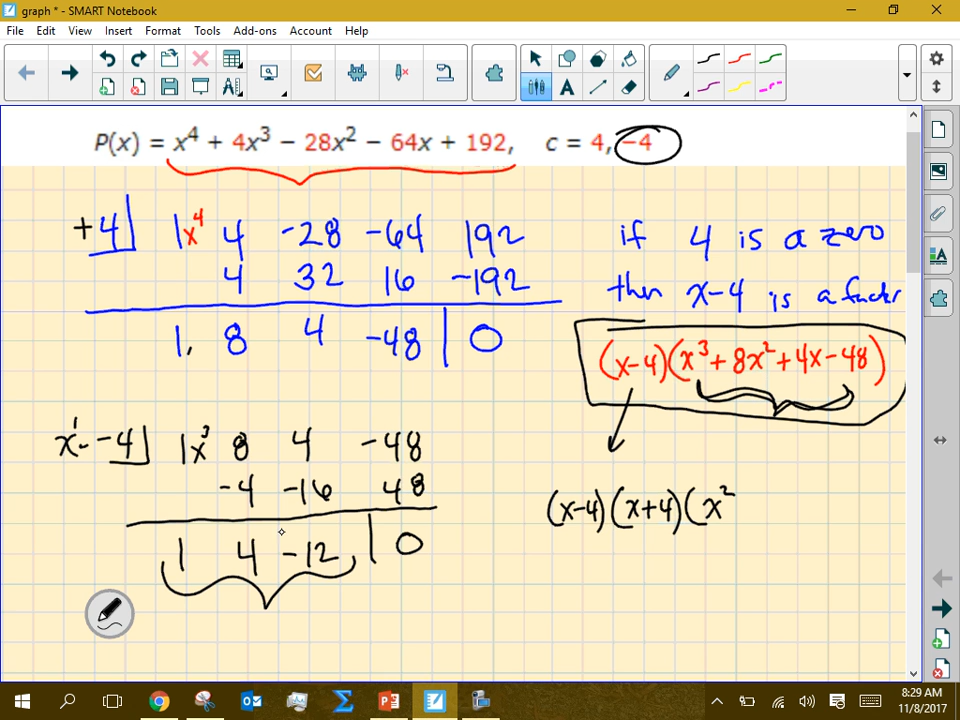 graph * - SMART Notebook
File Edit View Insert Format Tools Add-ons Account Help
P(x) = x⁴ + 4x³ − 28x² − 64x + 192, c = 4, −4
+4 1x⁴ 4 -28 -64 192
4 32 16 -192
1 8 4 -48 0
if 4 is a zero
then x-4 is a factor
(x-4)(x³+8x²+4x-48)
x¹- -4 1x³ 8 4 -48
-4 -16 48
1 4 -12 0
(x-4)(x+4)(x²
8:29 AM
11/8/2017